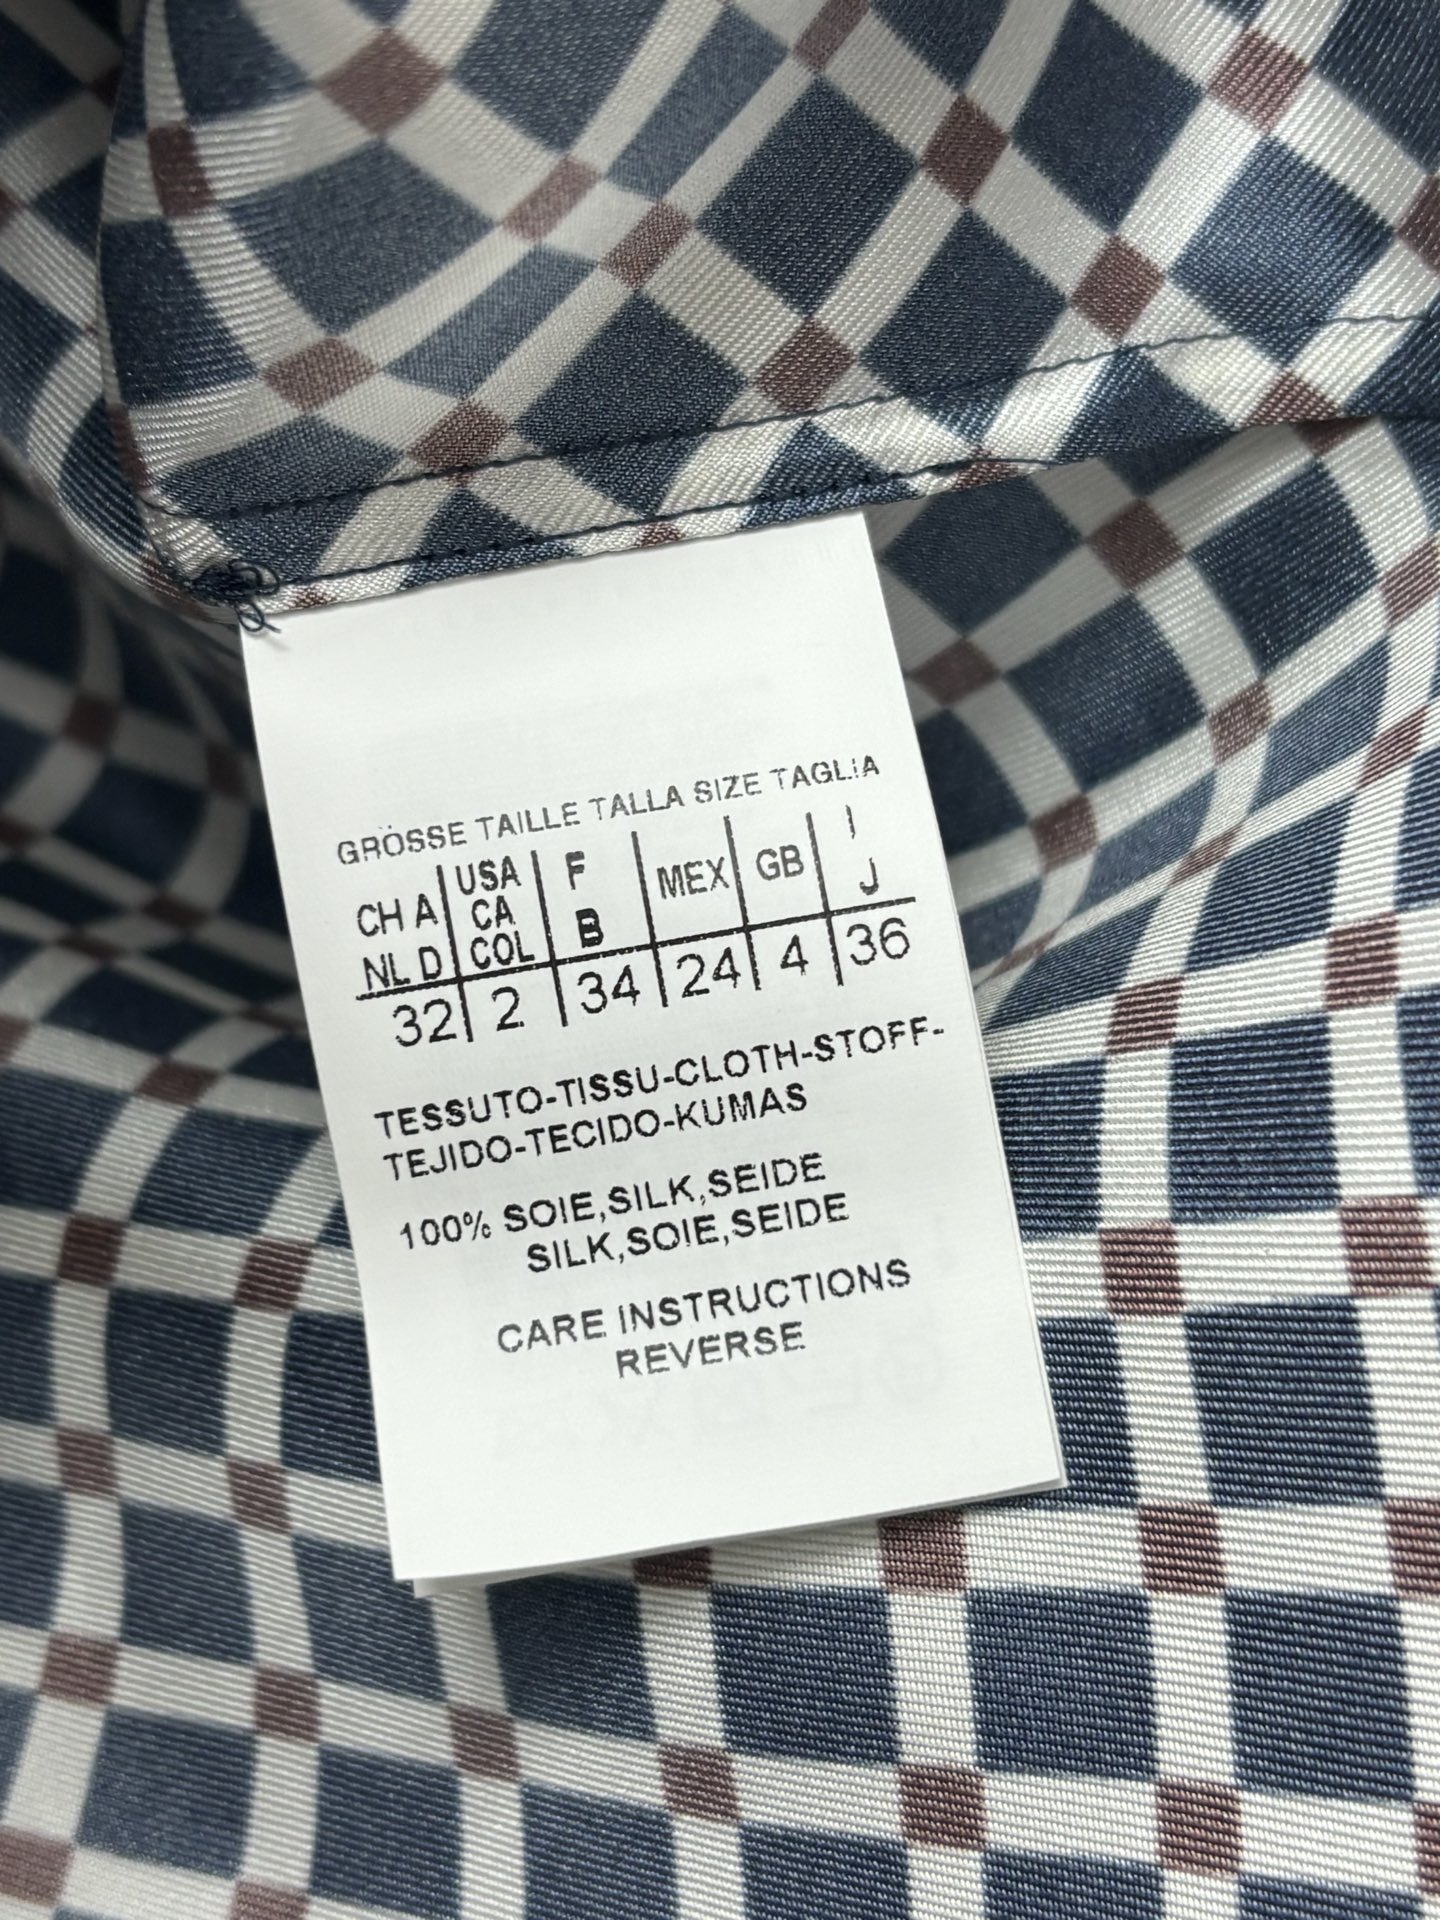 GRÖSSE TAILLE TALLA SIZE TAGLIA
CH A USA F MEX GB I
NL D CA B J
COL
32 2 34 24 4 36
TESSUTO-TISSU-CLOTH-STOFF-
TEJIDO-TECIDO-KUMAS
100% SOIE,SILK,SEIDE
SILK,SOIE,SEIDE
CARE INSTRUCTIONS
REVERSE